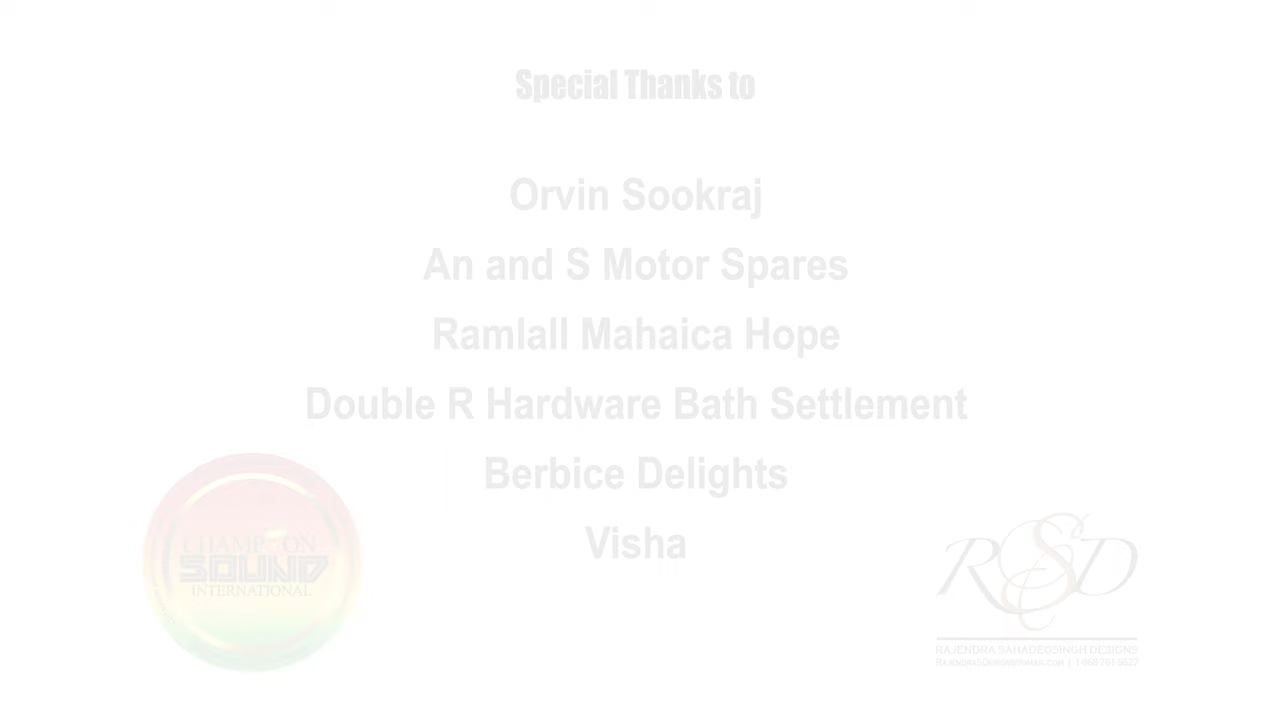 Special Thanks to
Orvin Sookraj
An and S Motor Spares
Ramlall Mahaica Hope
Double R Hardware Bath Settlement
Berbice Delights
Visha
CHAMPION
SOUND
INTERNATIONAL
RSD
RAJENDRA SAHADEOSINGH DESIGNS